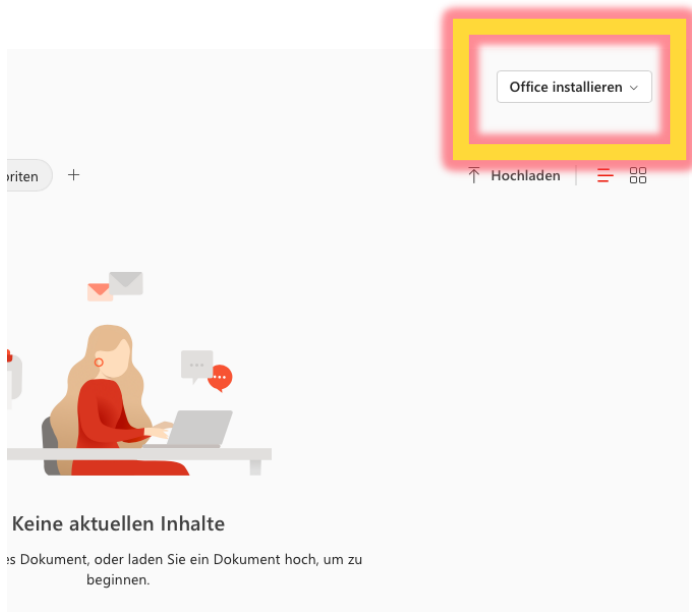 Office installieren
oriten +
Hochladen
Keine aktuellen Inhalte
es Dokument, oder laden Sie ein Dokument hoch, um zu
beginnen.